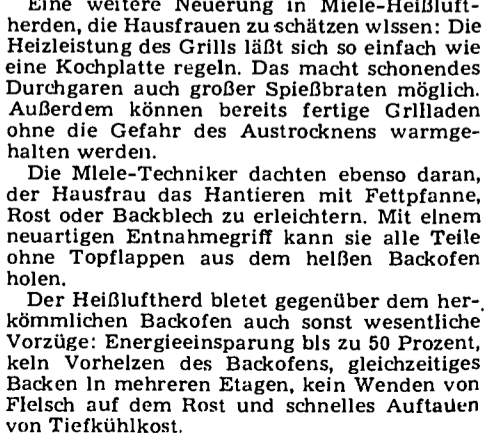 Eine weitere Neuerung in Miele-Heißluft-
herden, die Hausfrauen zu schätzen wlssen: Die
Heizleistung des Grills läßt sich so einfach wie
eine Kochplatte regeln. Das macht schonendes
Durchgaren auch großer Spießbraten möglich.
Außerdem können bereits fertige Grllladen
ohne die Gefahr des Austrocknens warmge-
halten werden.
Die Mlele-Techniker dachten ebenso daran,
der Hausfrau das Hantieren mit Fettpfanne,
Rost oder Backblech zu erleichtern. Mit elnem
neuartigen Entnahmegriff kann sie alle Teile
ohne Topflappen aus dem helßen Backofen
holen.
Der Heißluftherd bletet gegenüber dem her-
kömmlichen Backofen auch sonst wesentliche
Vorzüge: Energieeinsparung bls zu 50 Prozent,
keln Vorhelzen des Backofens, gleichzeitiges
Backen ln mehreren Etagen, kein Wenden von
Flelsch auf dem Rost und schnelles Auftauen
von Tiefkühlkost.